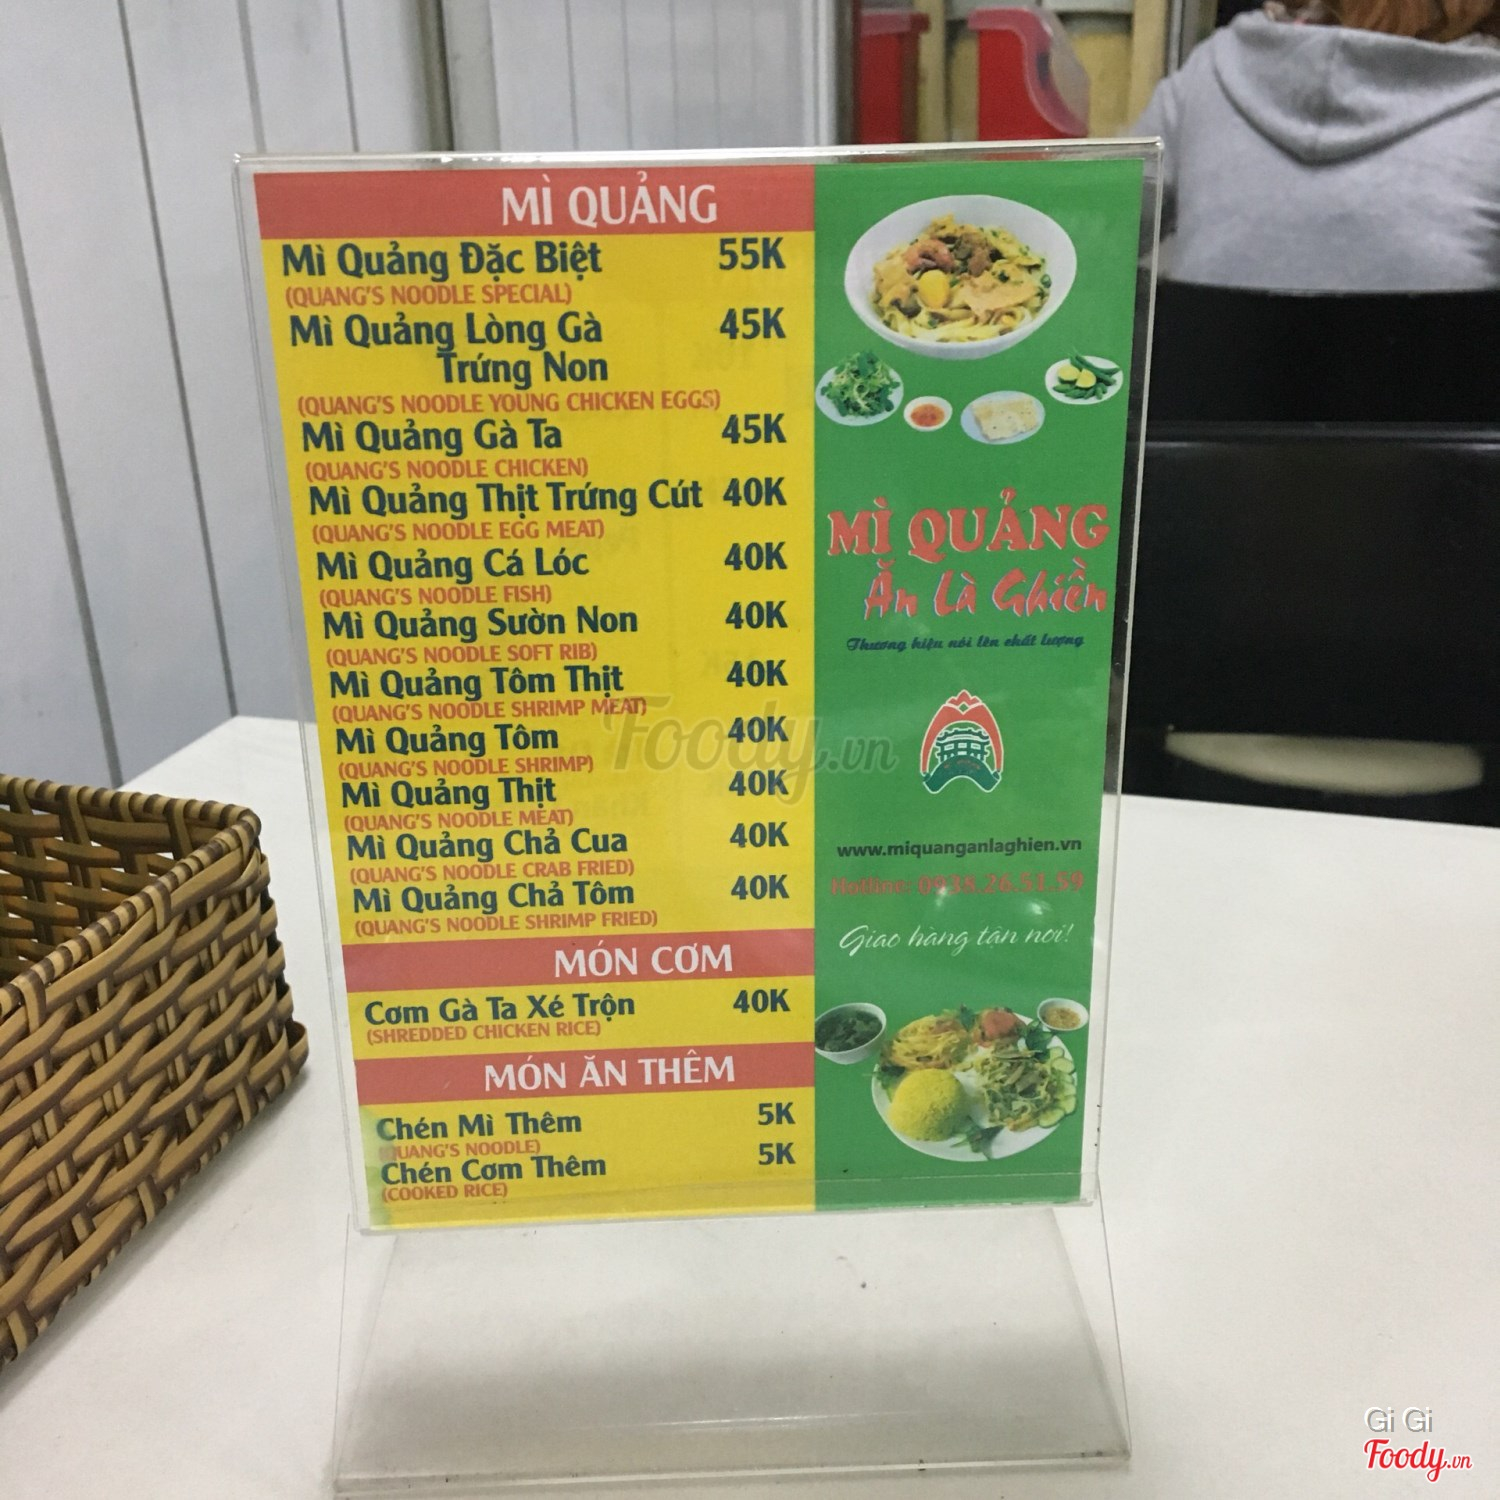 MÌ QUẢNG
Mì Quảng Đặc Biệt 55K
(QUANG'S NOODLE SPECIAL)
Mì Quảng Lòng Gà 45K
Trứng Non
(QUANG'S NOODLE YOUNG CHICKEN EGGS)
Mì Quảng Gà Ta 45K
(QUANG'S NOODLE CHICKEN)
Mì Quảng Thịt Trứng Cút 40K
(QUANG'S NOODLE EGG MEAT)
Mì Quảng Cá Lóc 40K
(QUANG'S NOODLE FISH)
Mì Quảng Sườn Non 40K
(QUANG'S NOODLE SOFT RIB)
Mì Quảng Tôm Thịt 40K
(QUANG'S NOODLE SHRIMP MEAT)
Mì Quảng Tôm 40K
(QUANG'S NOODLE SHRIMP)
Mì Quảng Thịt 40K
(QUANG'S NOODLE MEAT)
Mì Quảng Chả Cua 40K
(QUANG'S NOODLE CRAB FRIED)
Mì Quảng Chả Tôm 40K
(QUANG'S NOODLE SHRIMP FRIED)
MÓN CƠM
Cơm Gà Ta Xé Trộn 40K
(SHREDDED CHICKEN RICE)
MÓN ĂN THÊM
Chén Mì Thêm 5K
(QUANG'S NOODLE)
Chén Cơm Thêm 5K
(COOKED RICE)
MÌ QUẢNG
Ăn Là Ghiền
Thương hiệu nói lên chất lượng
www.miquanganlaghien.vn
Hotline: 0938.26.51.59
Giao hàng tận nơi!
Foody.vn
Gi Gi
Foody.vn